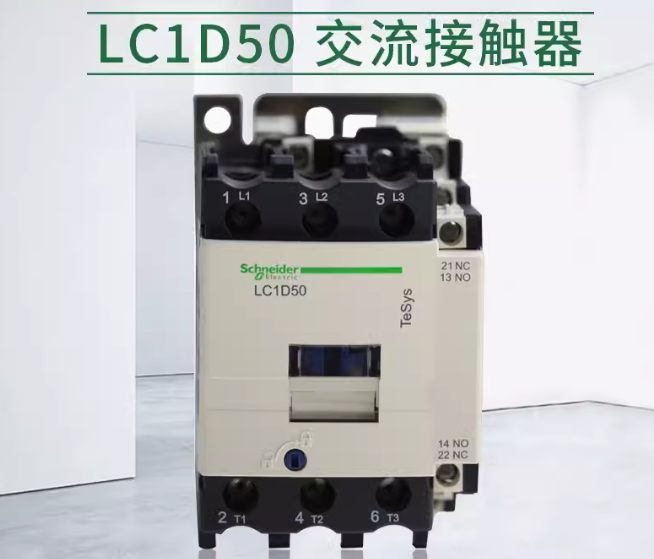 LC1D50 交流接触器
1 L1 3 L2 5 L3
Schneider
Electric
LC1D50
TeSys
21 NC
13 NO
14 NO
22 NC
2 T1 4 T2 6 T3